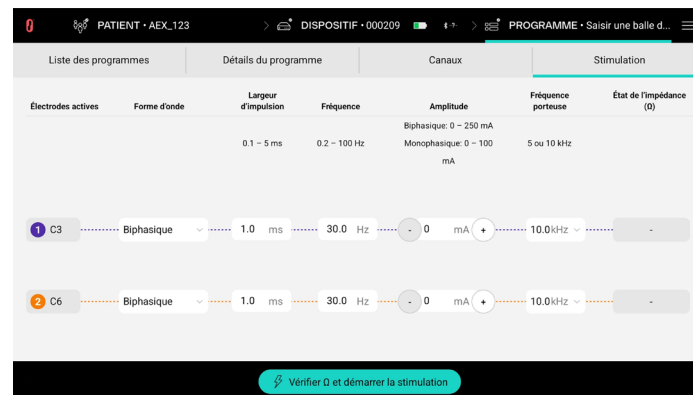 PATIENT • AEX_123 > DISPOSITIF • 000209 -?- > PROGRAMME • Saisir une balle d...
Liste des programmes Détails du programme Canaux Stimulation
Électrodes actives Forme d'onde Largeur d'impulsion Fréquence Amplitude Fréquence porteuse État de l'impédance (Ω)
0.1 – 5 ms 0.2 – 100 Hz Biphasique: 0 – 250 mA Monophasique: 0 – 100 mA 5 ou 10 kHz
1 C3 Biphasique 1.0 ms 30.0 Hz - 0 mA + 10.0kHz -
2 C6 Biphasique 1.0 ms 30.0 Hz - 0 mA + 10.0kHz -
Vérifier Ω et démarrer la stimulation